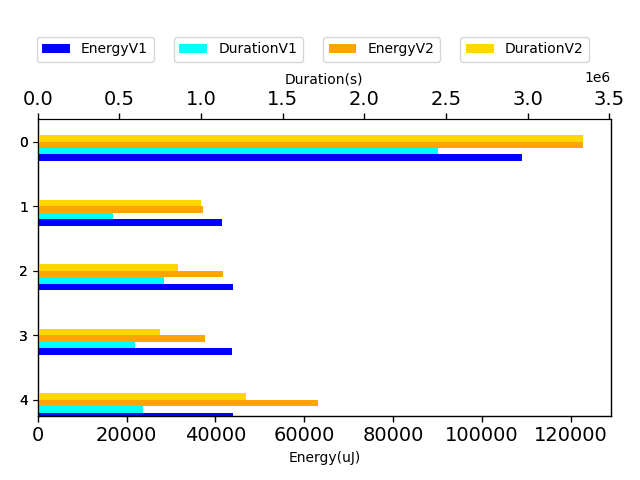 EnergyV1 DurationV1 EnergyV2 DurationV2
Duration(s)
1e6
0.0 0.5 1.0 1.5 2.0 2.5 3.0 3.5
0
1
2
3
4
0 20000 40000 60000 80000 100000 120000
Energy(uJ)